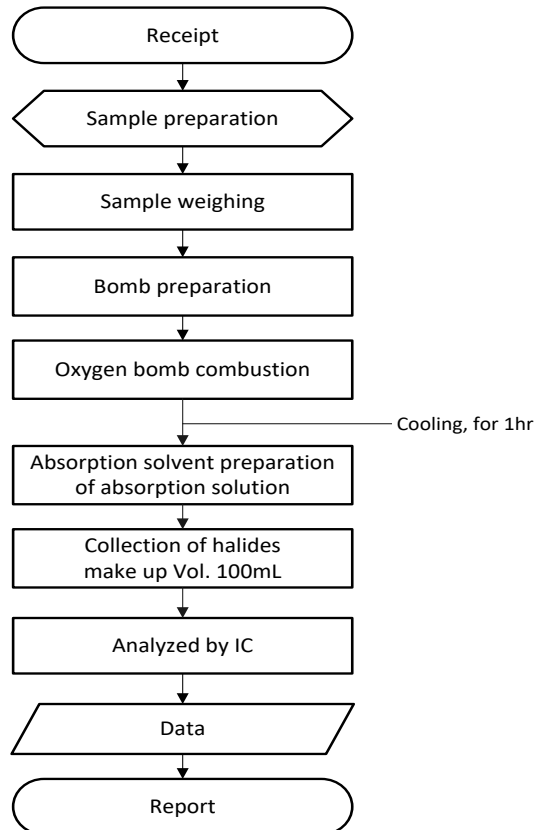 Receipt
Sample preparation
Sample weighing
Bomb preparation
Oxygen bomb combustion
Cooling, for 1hr
Absorption solvent preparation
of absorption solution
Collection of halides
make up Vol. 100mL
Analyzed by IC
Data
Report